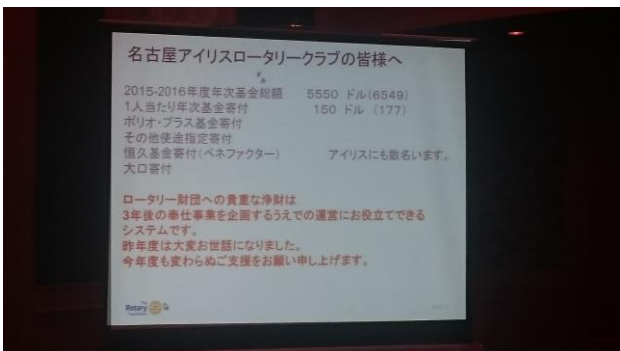 名古屋アイリスロータリークラブの皆様へ
2015-2016年度年次基金総額 5550 ドル(6549)
1人当たり年次基金寄付 150 ドル (177)
ポリオ・プラス基金寄付
その他使途指定寄付
恒久基金寄付(ベネファクター) アイリスにも数名います。
大口寄付
ロータリー財団への貴重な浄財は
3年後の奉仕事業を企画するうえでの運営にお役立てできる
システムです。
昨年度は大変お世話になりました。
今年度も変わらぬご支援をお願い申し上げます。
The
Rotary
Foundation